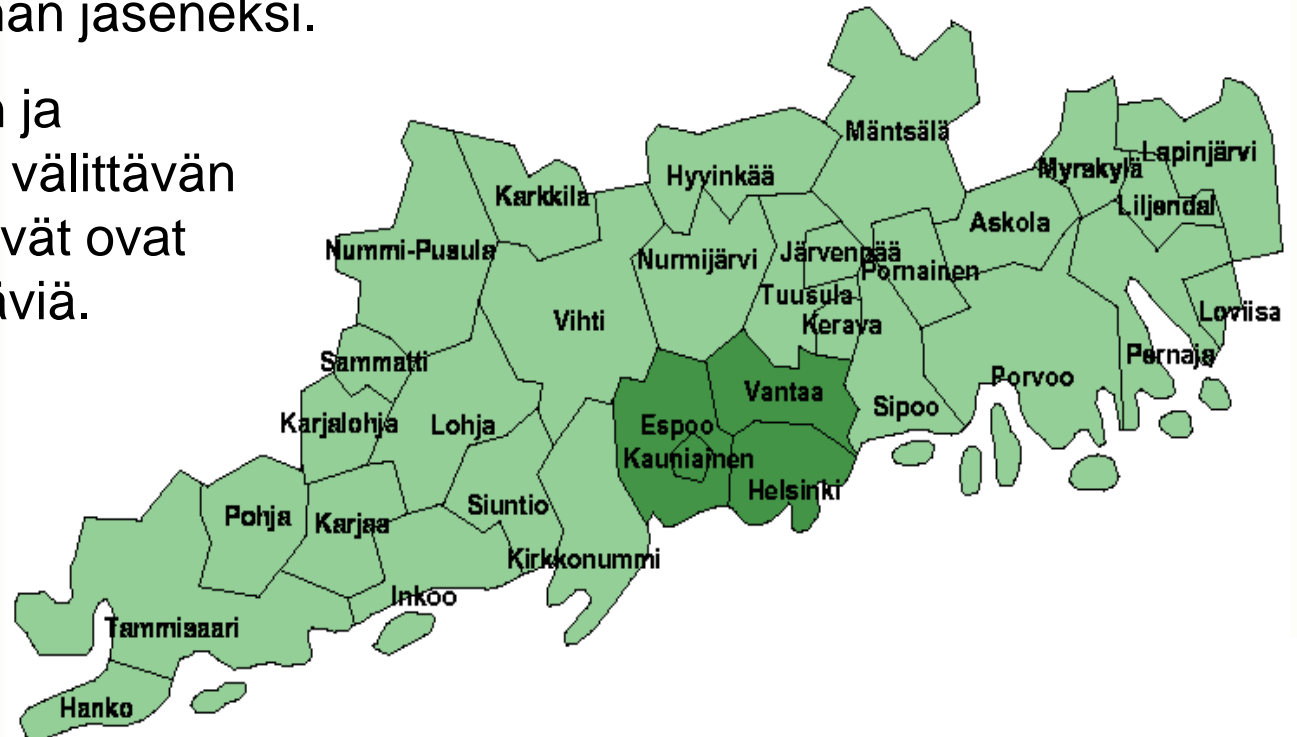 nän jäseneksi.
n ja
välittävän
vät ovat
äviä.
Mäntsälä
Lapinjärvi
Myrskylä
Hyvinkää
Karkkila
Liljendal
Askola
Nummi-Pusula
Järvenpää
Nurmijärvi
Pornainen
Tuusula
Loviisa
Vihti
Kerava
Pernaja
Sammatti
Porvoo
Vantaa
Sipoo
Karjalohja
Lohja
Espoo
Kauniainen
Helsinki
Siuntio
Pohja
Karjaa
Kirkkonummi
Inkoo
Tammisaari
Hanko